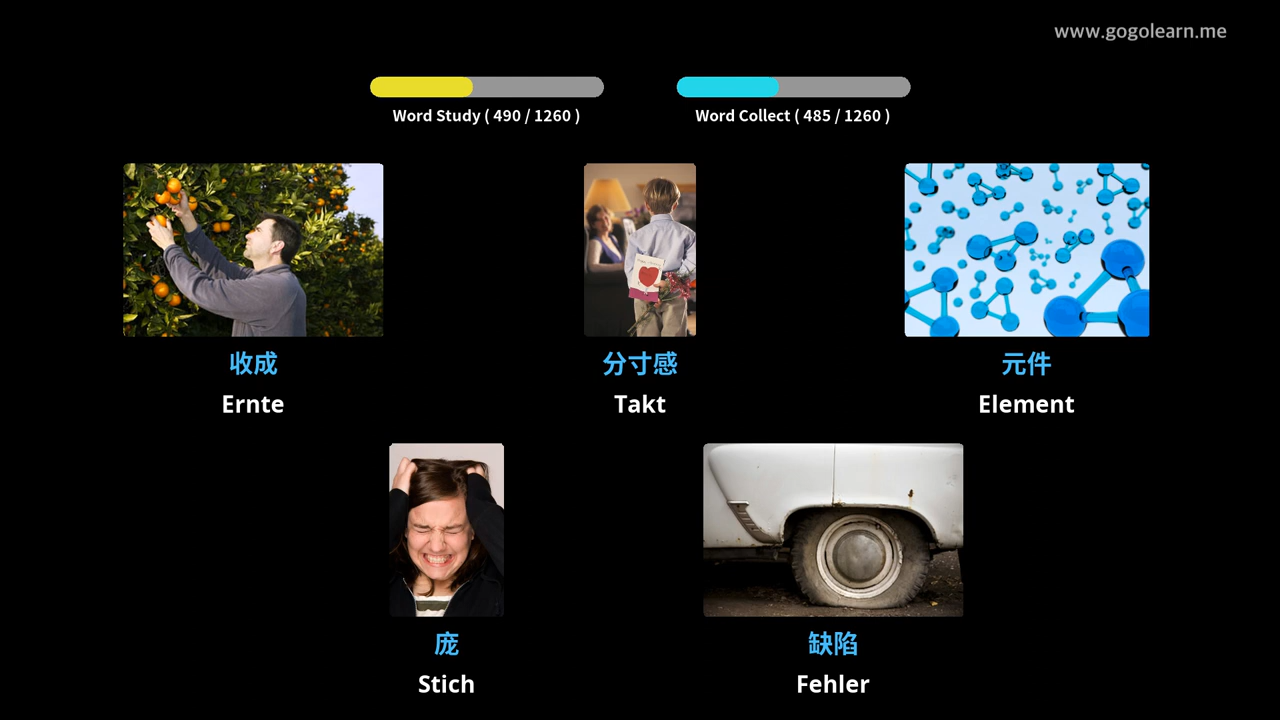 www.gogolearn.me
Word Study ( 490 / 1260 )
Word Collect ( 485 / 1260 )
收成
Ernte
分寸感
Takt
元件
Element
庞
Stich
缺陷
Fehler